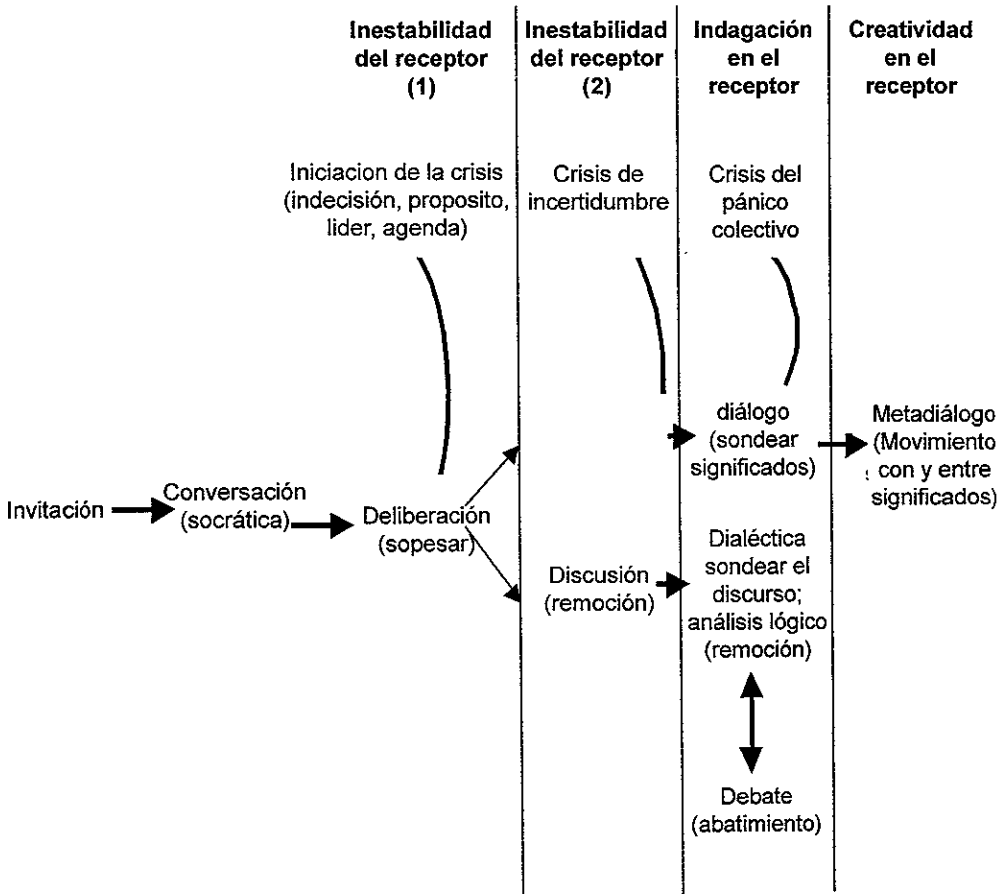 Inestabilidad
del receptor
(1)
Inestabilidad
del receptor
(2)
Indagación
en el
receptor
Creatividad
en el
receptor
Iniciacion de la crisis
(indecisión, proposito,
lider, agenda)
Crisis de
incertidumbre
Crisis del
pánico
colectivo
Invitación
Conversación
(socrática)
Deliberación
(sopesar)
diálogo
(sondear
significados)
Metadiálogo
(Movimiento
con y entre
significados)
Discusión
(remoción)
Dialéctica
sondear el
discurso;
análisis lógico
(remoción)
Debate
(abatimiento)